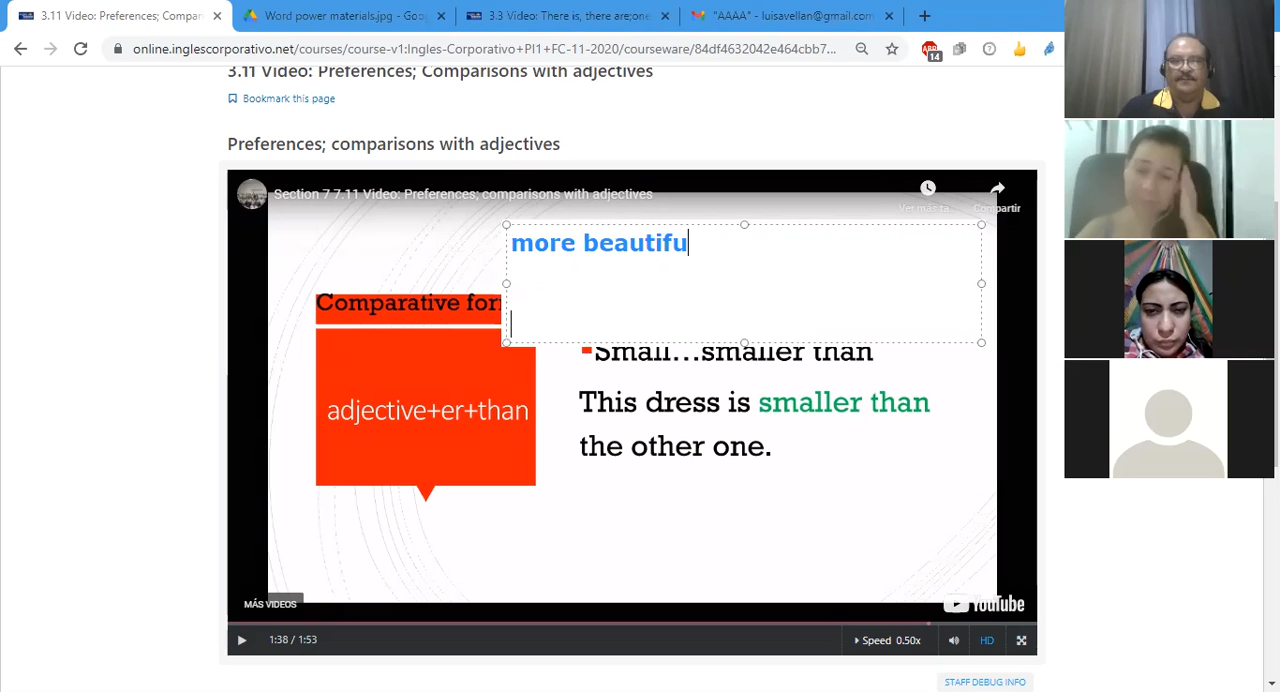 3.11 Video: Preferences; Compar
Word power materials.jpg - Goo
3.3 Video: There is, there are;one
"AAAA" - luisavellan@gmail.com
online.inglescorporativo.net/courses/course-v1:Ingles-Corporativo+PI1+FC-11-2020/courseware/84df4632042e464cbb7...
14
3.11 Video: Preferences; Comparisons with adjectives
Bookmark this page
Preferences; comparisons with adjectives
Section 7 7.11 Video: Preferences; comparisons with adjectives
Ver más ta...
Compartir
more beautifu
Comparative for
adjective+er+than
Small...smaller than
This dress is smaller than
the other one.
MÁS VIDEOS
YouTube
1:38 / 1:53
Speed 0.50x
HD
STAFF DEBUG INFO